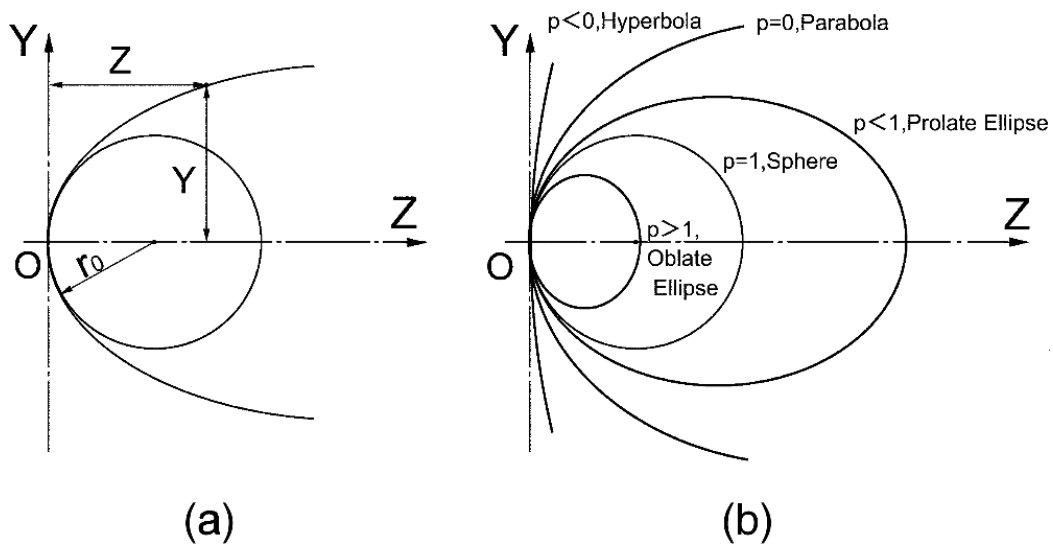 Y
Z
Y
Z
O
r0
(a)
Y
p<0,Hyperbola
p=0,Parabola
p<1,Prolate Ellipse
p=1,Sphere
Z
O
p>1,
Oblate
Ellipse
(b)